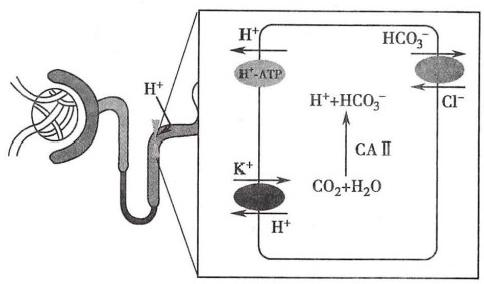 H⁺
HCO₃⁻
H⁺-ATP
H⁺
Cl⁻
H⁺+HCO₃⁻
CA Ⅱ
K⁺
CO₂+H₂O
H⁺